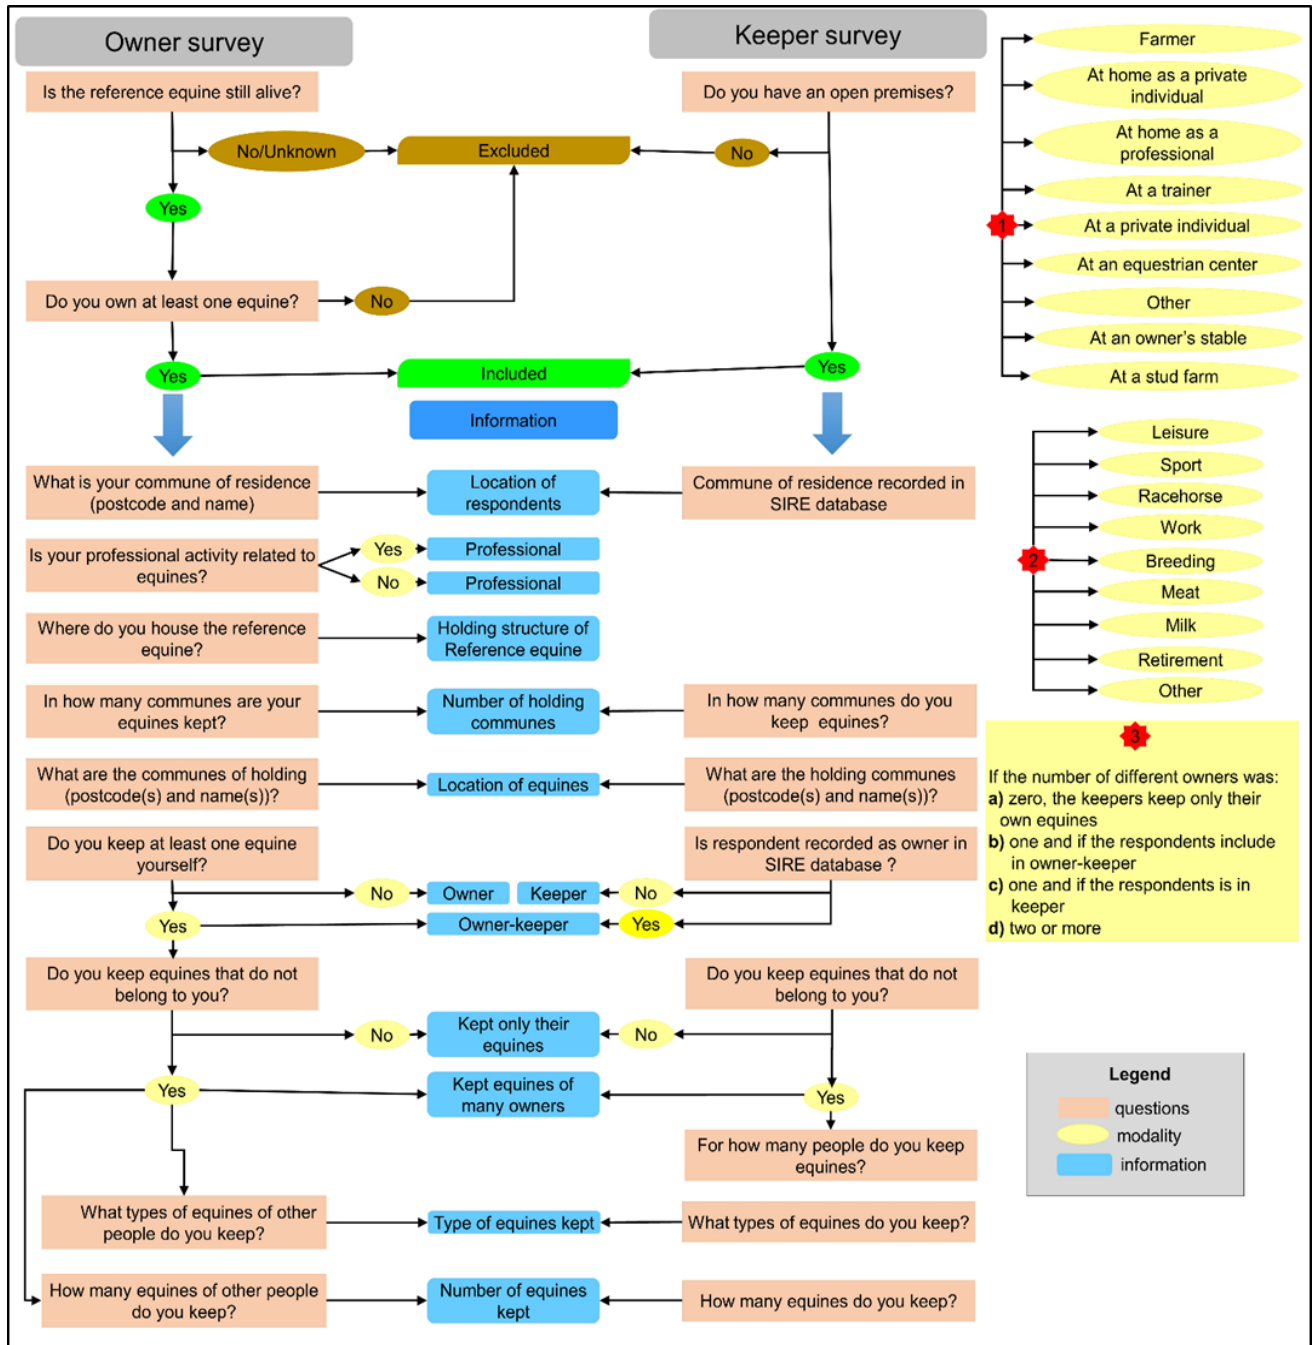 Owner survey
Keeper survey
Is the reference equine still alive?
Do you have an open premises?
No/Unknown
Excluded
No
Yes
Do you own at least one equine?
No
Yes
Included
Yes
Information
What is your commune of residence
(postcode and name)
Location of
respondents
Commune of residence recorded in
SIRE database
Is your professional activity related to
equines?
Yes
Professional
No
Professional
Where do you house the reference
equine?
Holding structure of
Reference equine
In how many communes are your
equines kept?
Number of holding
communes
In how many communes do you
keep equines?
What are the communes of holding
(postcode(s) and name(s))?
Location of equines
What are the holding communes
(postcode(s) and name(s))?
Do you keep at least one equine
yourself?
Is respondent recorded as owner in
SIRE database ?
No
Owner
Keeper
No
Yes
Owner-keeper
Yes
Do you keep equines that do not
belong to you?
Do you keep equines that do not
belong to you?
No
Kept only their
equines
No
Yes
Kept equines of
many owners
Yes
For how many people do you keep
equines?
What types of equines of other
people do you keep?
Type of equines kept
What types of equines do you keep?
How many equines of other people
do you keep?
Number of equines
kept
How many equines do you keep?
1
Farmer
At home as a private
individual
At home as a
professional
At a trainer
At a private individual
At an equestrian center
Other
At an owner's stable
At a stud farm
2
Leisure
Sport
Racehorse
Work
Breeding
Meat
Milk
Retirement
Other
3
If the number of different owners was:
a) zero, the keepers keep only their
own equines
b) one and if the respondents include
in owner-keeper
c) one and if the respondents is in
keeper
d) two or more
Legend
questions
modality
information